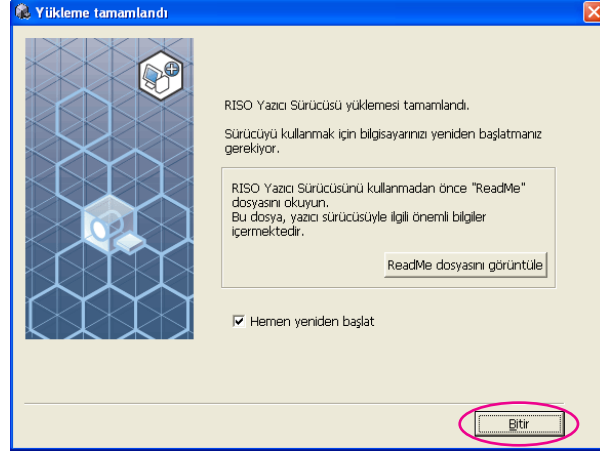 Yükleme tamamlandı
RISO Yazıcı Sürücüsü yüklemesi tamamlandı.
Sürücüyü kullanmak için bilgisayarınızı yeniden başlatmanız
gerekiyor.
RISO Yazıcı Sürücüsünü kullanmadan önce "ReadMe"
dosyasını okuyun.
Bu dosya, yazıcı sürücüsüyle ilgili önemli bilgiler
içermektedir.
ReadMe dosyasını görüntüle
Hemen yeniden başlat
Bitir